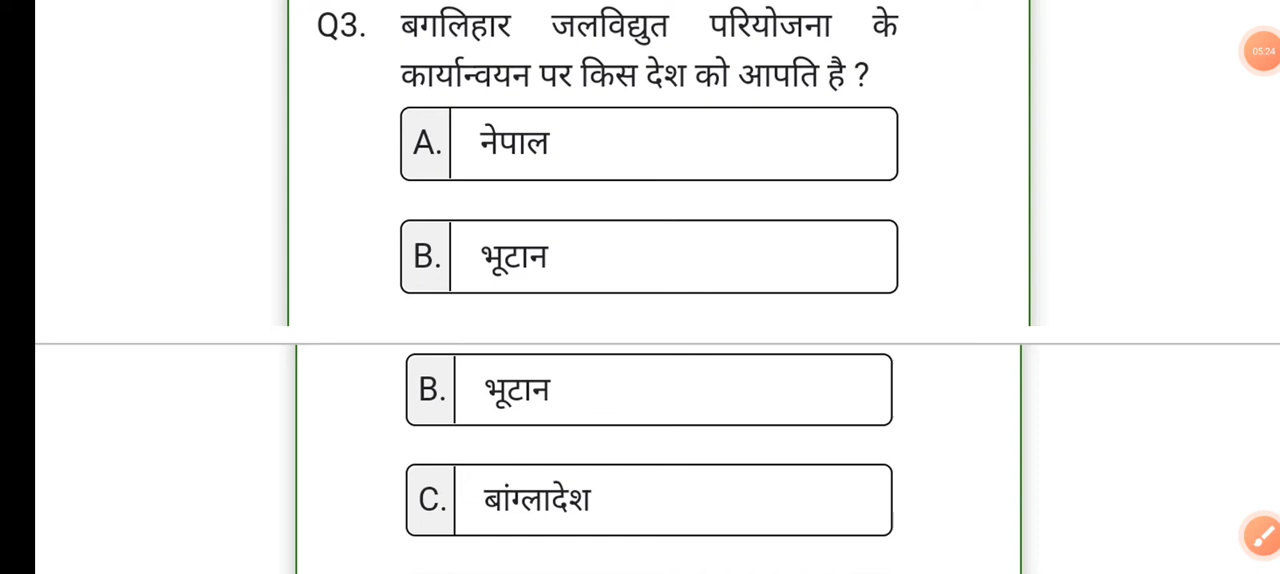 Q3. बगलिहार जलविद्युत परियोजना के
कार्यान्वयन पर किस देश को आपति है ?
A. नेपाल
B. भूटान
B. भूटान
C. बांग्लादेश
05:24